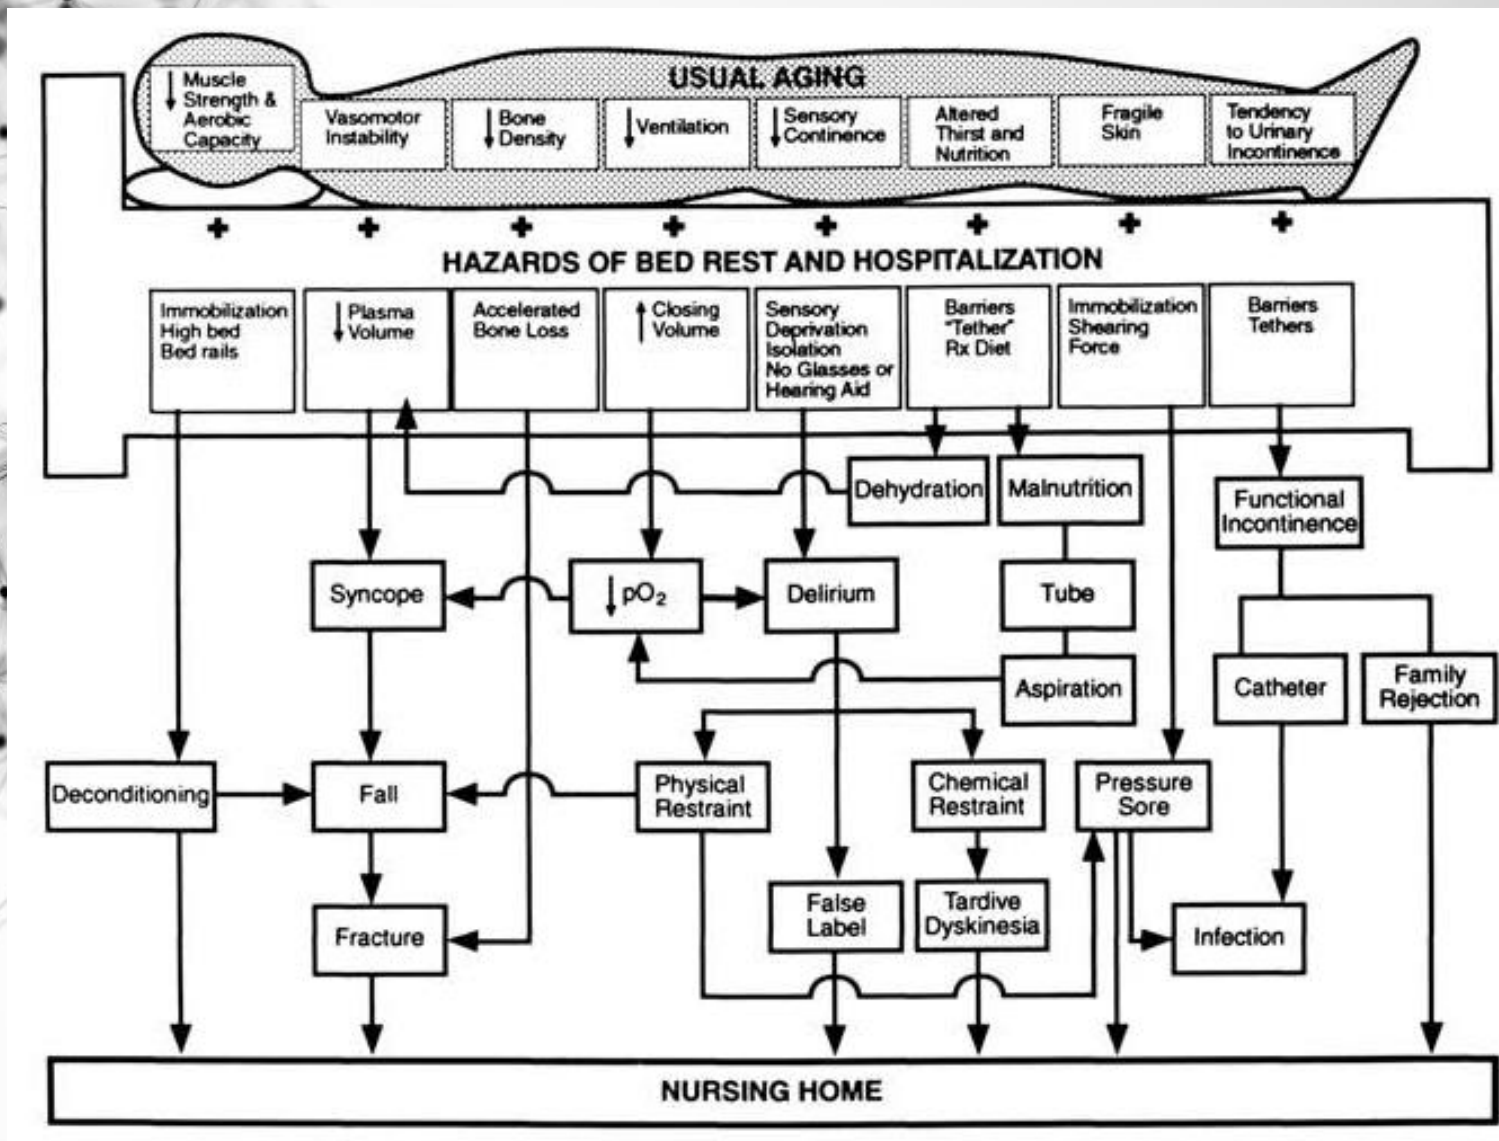 USUAL AGING
↓ Muscle
Strength &
Aerobic
Capacity
Vasomotor
Instability
↓ Bone
Density
↓ Ventilation
↓ Sensory
Continence
Altered
Thirst and
Nutrition
Fragile
Skin
Tendency
to Urinary
Incontinence
+ + + + + + + +
HAZARDS OF BED REST AND HOSPITALIZATION
Immobilization
High bed
Bed rails
↓ Plasma
Volume
Accelerated
Bone Loss
↑ Closing
Volume
Sensory
Deprivation
Isolation
No Glasses or
Hearing Aid
Barriers
"Tether"
Rx Diet
Immobilization
Shearing
Force
Barriers
Tethers
Dehydration
Malnutrition
Functional
Incontinence
Syncope
↓ pO₂
Delirium
Tube
Aspiration
Catheter
Family
Rejection
Deconditioning
Fall
Physical
Restraint
Chemical
Restraint
Pressure
Sore
Fracture
False
Label
Tardive
Dyskinesia
Infection
NURSING HOME